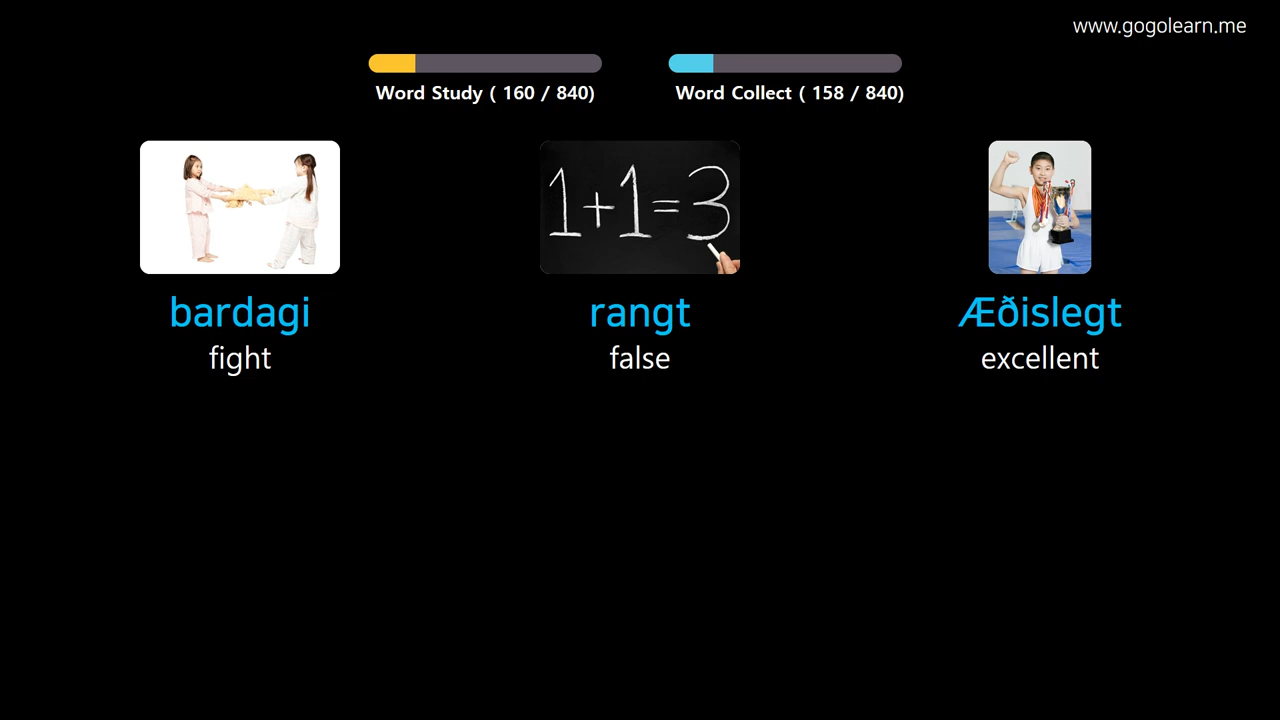 www.gogolearn.me
Word Study ( 160 / 840)
Word Collect ( 158 / 840)
1+1=3
bardagi
fight
rangt
false
Æðislegt
excellent